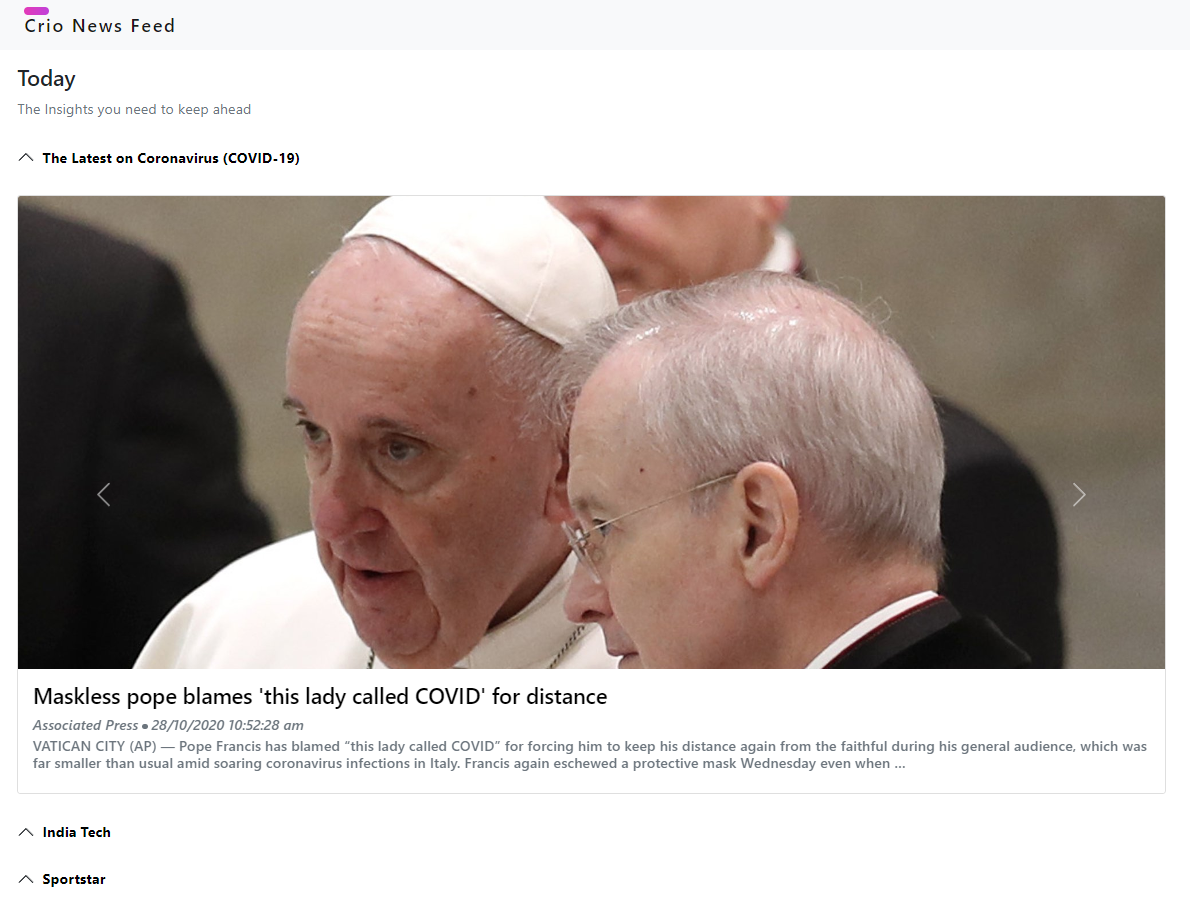 Crio News Feed
Today
The Insights you need to keep ahead
The Latest on Coronavirus (COVID-19)
Maskless pope blames 'this lady called COVID' for distance
Associated Press ● 28/10/2020 10:52:28 am
VATICAN CITY (AP) — Pope Francis has blamed “this lady called COVID” for forcing him to keep his distance again from the faithful during his general audience, which was
far smaller than usual amid soaring coronavirus infections in Italy. Francis again eschewed a protective mask Wednesday even when ...
India Tech
Sportstar